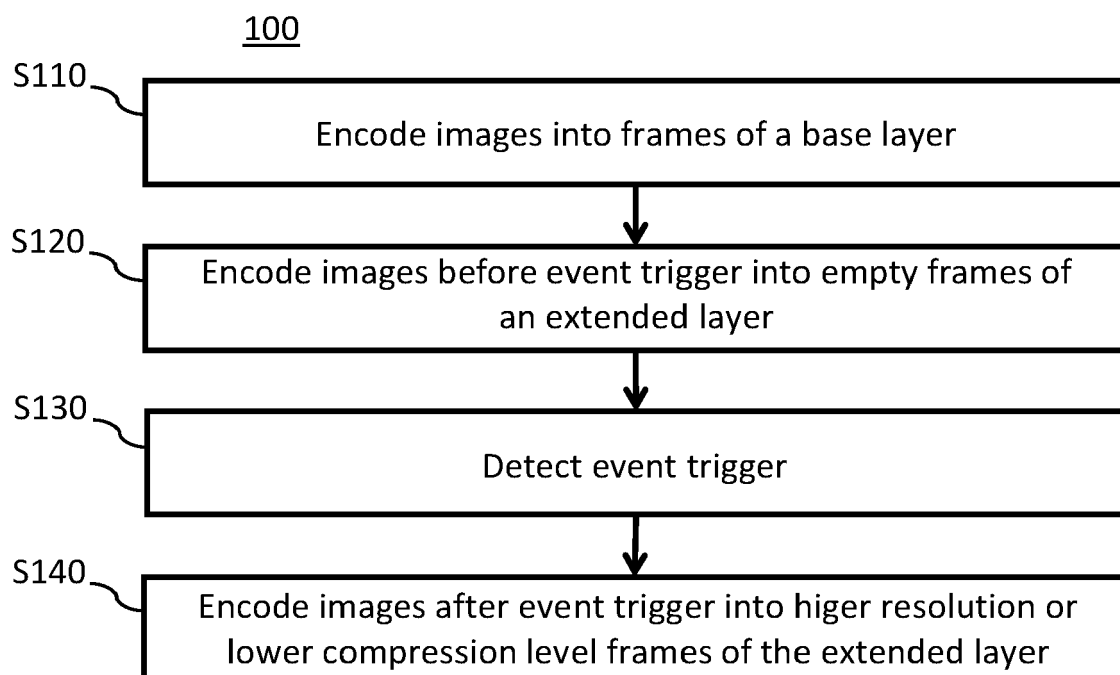 100
S110
Encode images into frames of a base layer
S120
Encode images before event trigger into empty frames of
an extended layer
S130
Detect event trigger
S140
Encode images after event trigger into higer resolution or
lower compression level frames of the extended layer